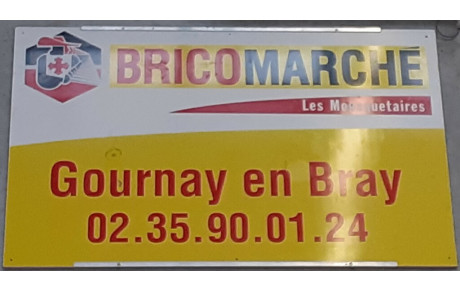 BRICOMARCHÉ
Les Mousquetaires
Gournay en Bray
02.35.90.01.24